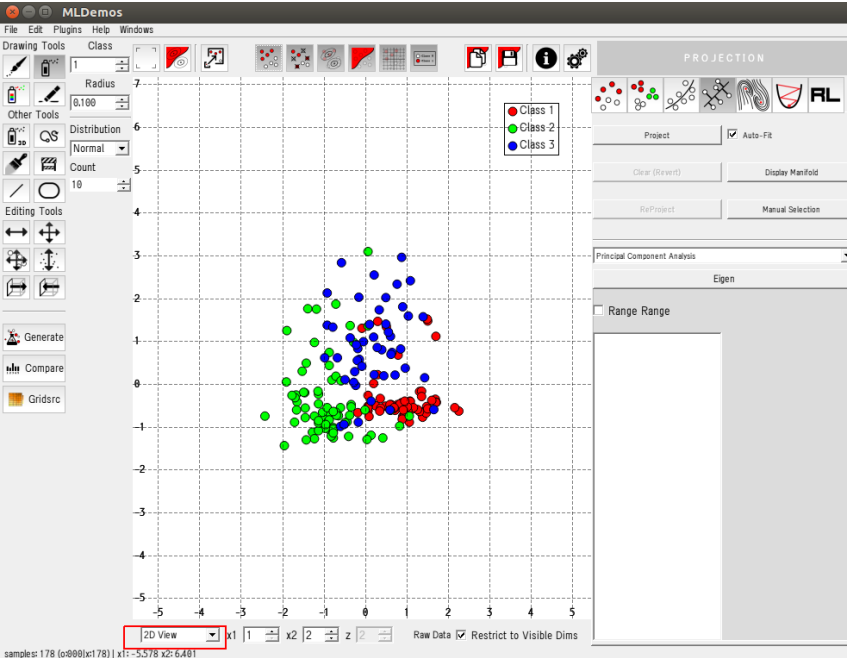 MLDemos
File Edit Plugins Help Windows
Drawing Tools
Class
1
Radius
0.100
Other Tools
3D
Distribution
Normal
Count
10
Editing Tools
Generate
Compare
Gridsrc
Class 1
Class 2
Class 3
7
6
5
4
3
2
1
0
-1
-2
-3
-4
-5
-5 -4 -3 -2 -1 0 1 2 3 4 5
2D View x1 1 x2 2 z 2 Raw Data Restrict to Visible Dims
samples: 178 (o:000|x:178) | x1: -5.578 x2: 6.401
PROJECTION
RL
Project Auto-Fit
Clear (Revert) Display Manifold
ReProject Manual Selection
Principal Component Analysis
Eigen
Range Range